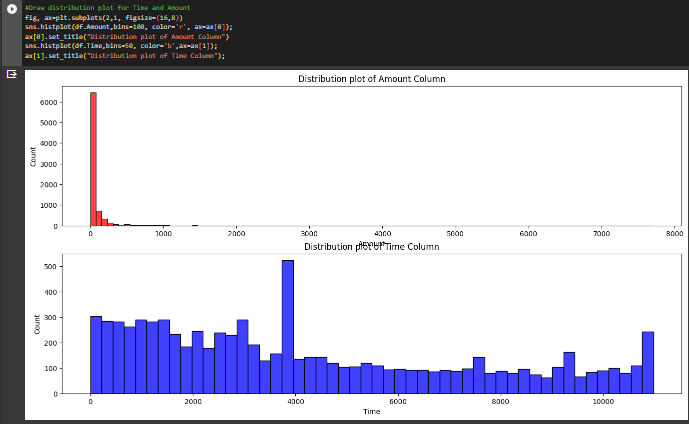 #Draw distribution plot for Time and Amount
fig, ax=plt.subplots(2,1, figsize=(16,8))
sns.histplot(df.Amount,bins=100, color='r', ax=ax[0]);
ax[0].set_title("Distribution plot of Amount Column")
sns.histplot(df.Time,bins=50, color='b',ax=ax[1]);
ax[1].set_title("Distribution plot of Time Column");
Distribution plot of Amount Column
6000
5000
4000
3000
2000
1000
0
Count
0 1000 2000 3000 4000 5000 6000 7000 8000
Amount
Distribution plot of Time Column
500
400
300
200
100
0
Count
0 2000 4000 6000 8000 10000
Time